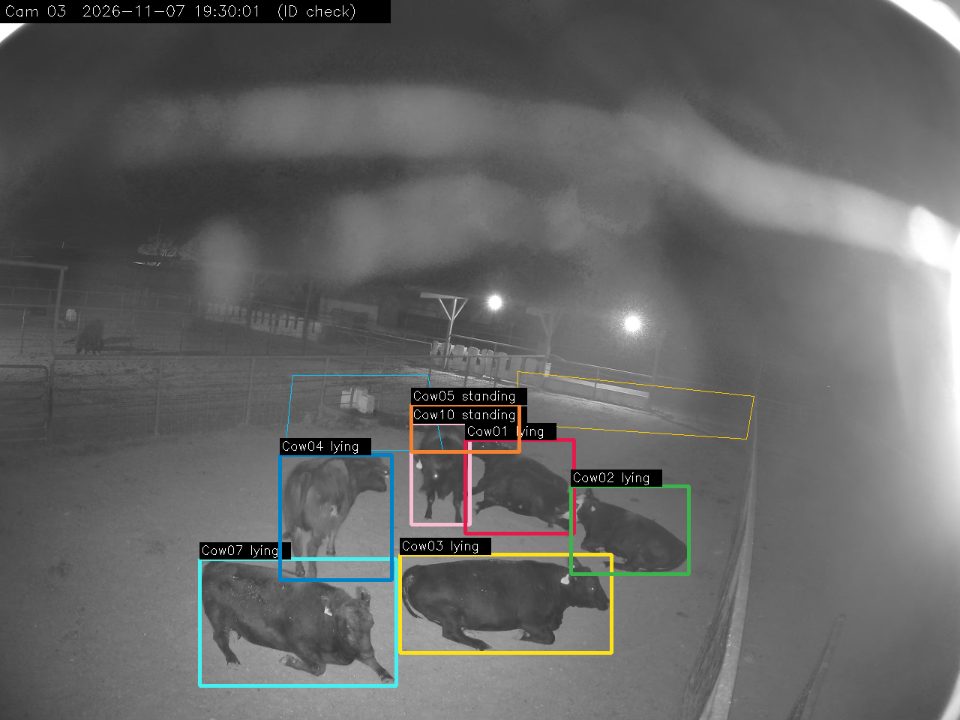 Cam 03  2026-11-07 19:30:01  (ID check)
Cow05 standing
Cow10 standing
Cow01 lying
Cow04 lying
Cow02 lying
Cow03 lying
Cow07 lying